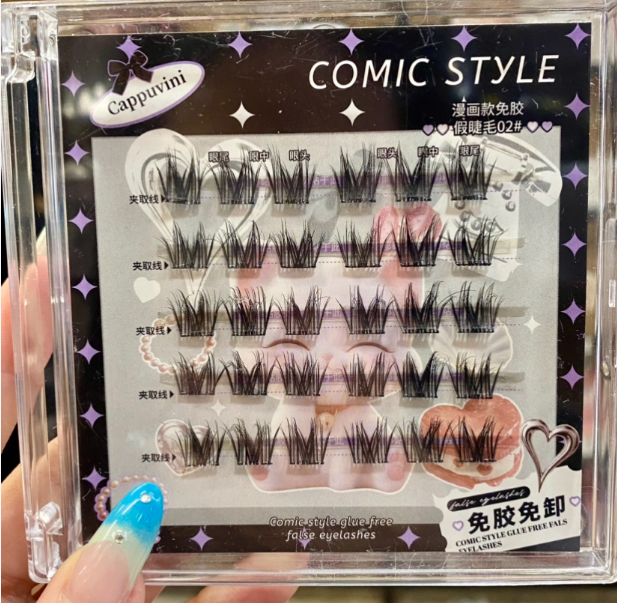 Cappuvini
COMIC STYLE
漫画款免胶
假睫毛02#
眼尾 眼中 眼头 眼头 眼中 眼尾
夹取线
夹取线
夹取线
夹取线
夹取线
false eyelashes
免胶免卸
COMIC STYLE GLUE FREE FALS
EYELASHES
Comic style glue free
false eyelashes